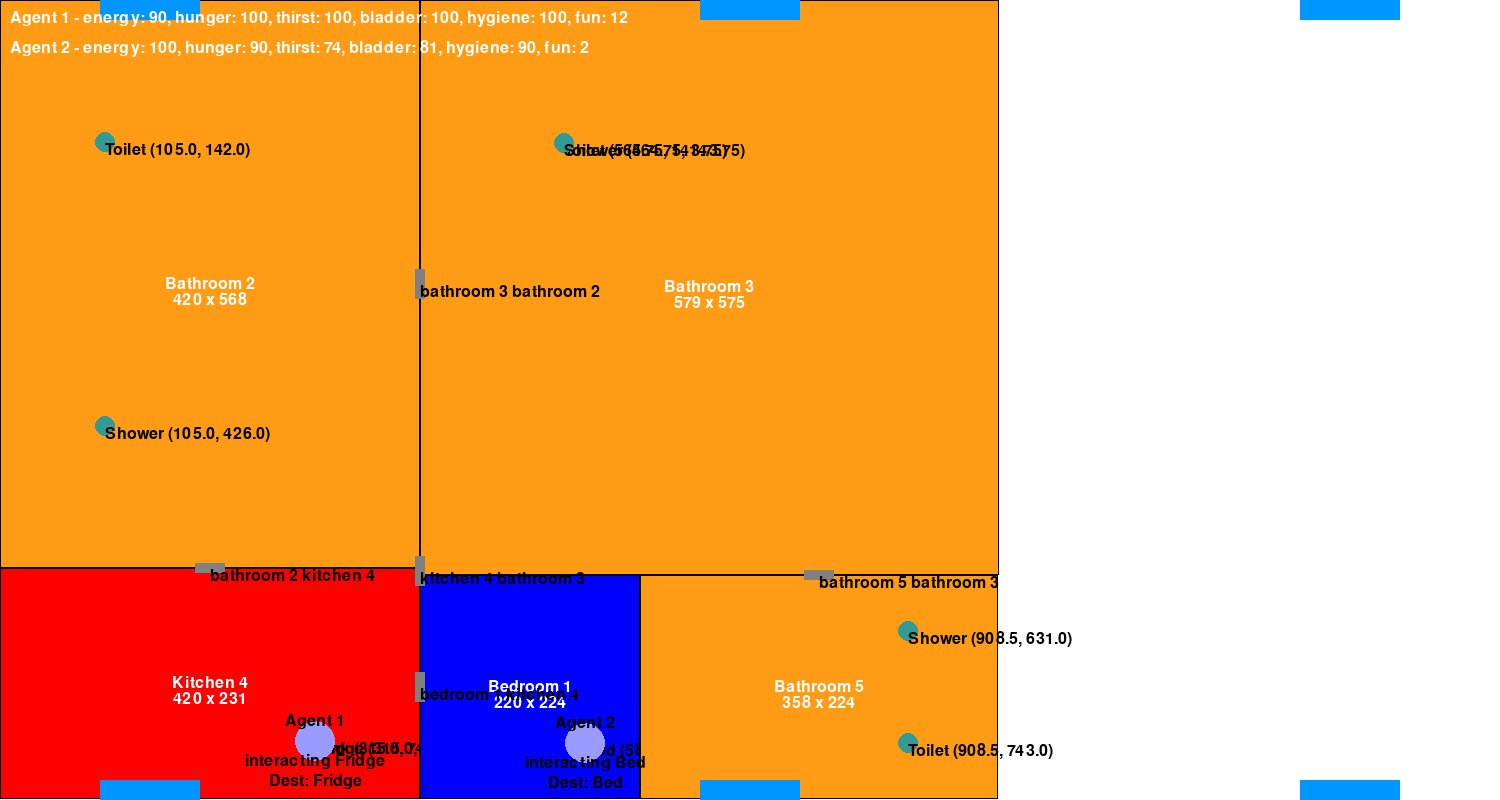 Agent 1 - energy: 90, hunger: 100, thirst: 100, bladder: 100, hygiene: 100, fun: 12
Agent 2 - energy: 100, hunger: 90, thirst: 74, bladder: 81, hygiene: 90, fun: 2
Toilet (105.0, 142.0)
Bathroom 2
420 x 568
bathroom 3 bathroom 2
Bathroom 3
579 x 575
Shower (105.0, 426.0)
bathroom 2 kitchen 4
kitchen 4 bathroom 3
bathroom 5 bathroom 3
Shower (908.5, 631.0)
Kitchen 4
420 x 231
bedroom 1 kitchen 4
Bedroom 1
220 x 224
Bathroom 5
358 x 224
Agent 1
interacting Fridge
Dest: Fridge
Agent 2
interacting Bed
Dest: Bed
Toilet (908.5, 743.0)